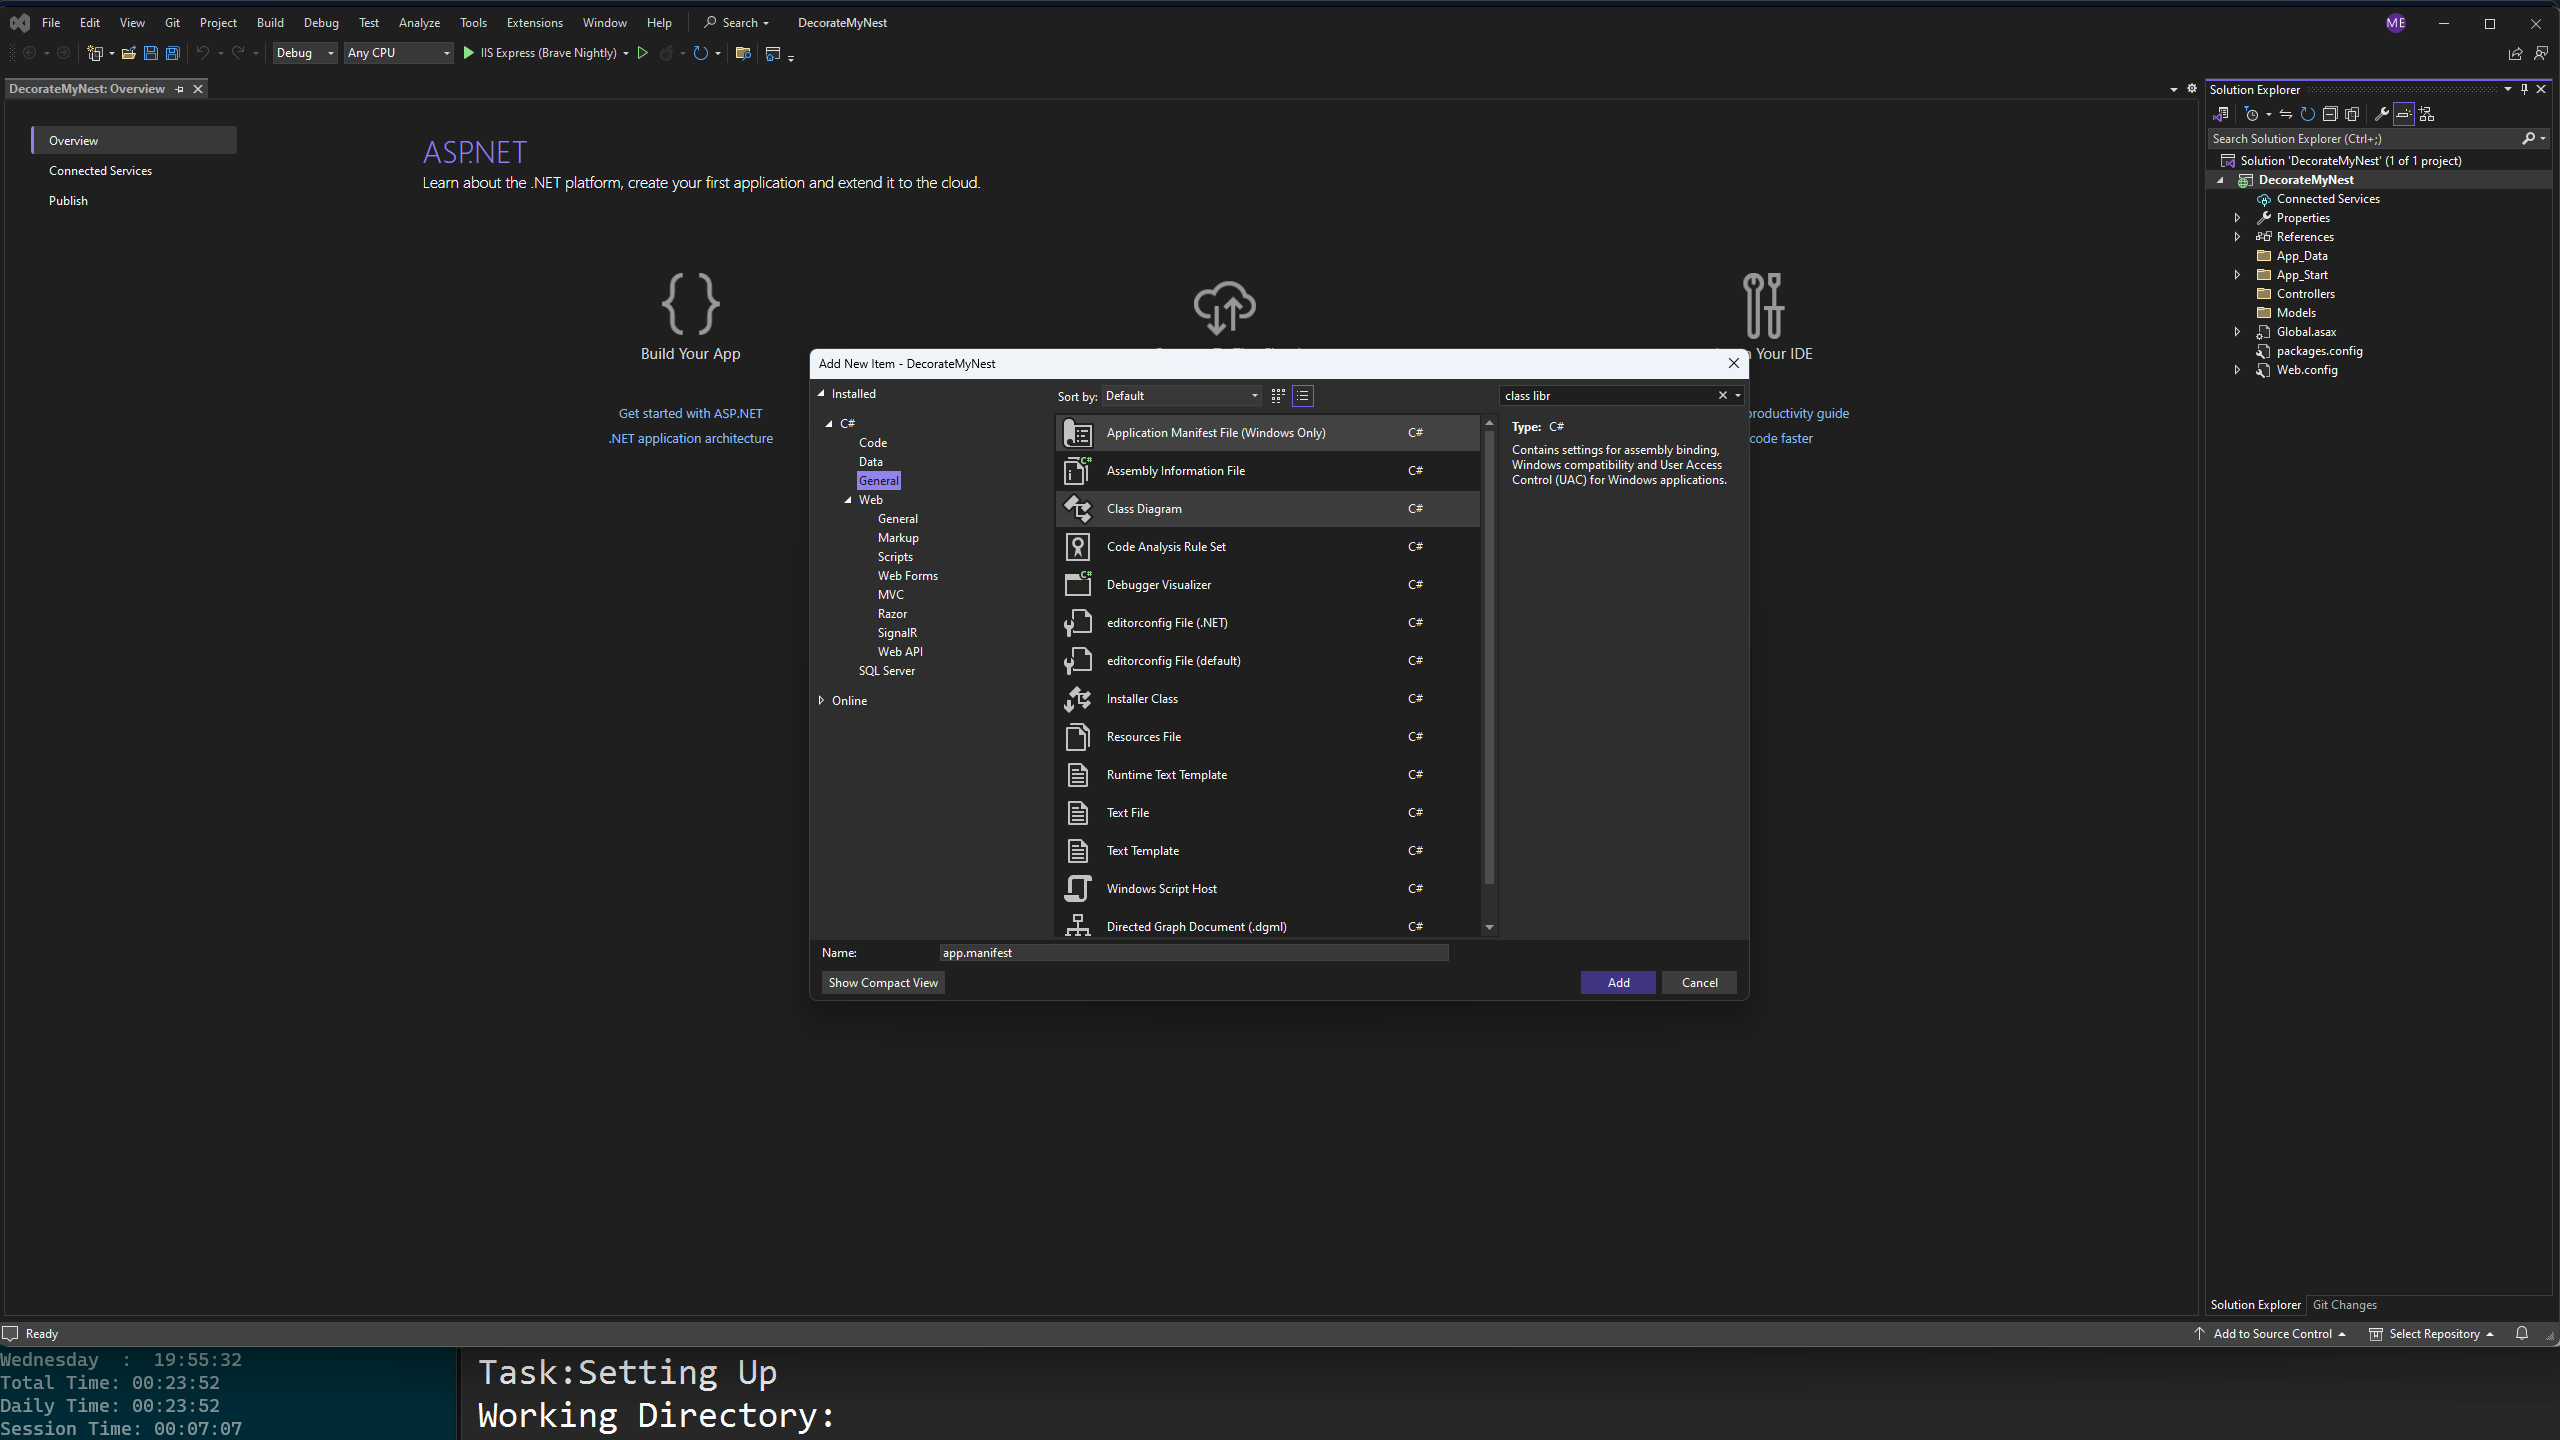 File Edit View Git Project Build Debug Test Analyze Tools Extensions Window Help Search DecorateMyNest ME
Debug Any CPU IIS Express (Brave Nightly)
DecorateMyNest: Overview
Overview
Connected Services
Publish
ASP.NET
Learn about the .NET platform, create your first application and extend it to the cloud.
Build Your App
Your IDE
Get started with ASP.NET
.NET application architecture
productivity guide
code faster
Add New Item - DecorateMyNest
Installed
C#
Code
Data
General
Web
General
Markup
Scripts
Web Forms
MVC
Razor
SignalR
Web API
SQL Server
Online
Sort by: Default
class libr
Application Manifest File (Windows Only) C#
Assembly Information File C#
Class Diagram C#
Code Analysis Rule Set C#
Debugger Visualizer C#
editorconfig File (.NET) C#
editorconfig File (default) C#
Installer Class C#
Resources File C#
Runtime Text Template C#
Text File C#
Text Template C#
Windows Script Host C#
Directed Graph Document (.dgml) C#
Type: C#
Contains settings for assembly binding,
Windows compatibility and User Access
Control (UAC) for Windows applications.
Name: app.manifest
Show Compact View
Add Cancel
Solution Explorer
Search Solution Explorer (Ctrl+;)
Solution 'DecorateMyNest' (1 of 1 project)
DecorateMyNest
Connected Services
Properties
References
App_Data
App_Start
Controllers
Models
Global.asax
packages.config
Web.config
Solution Explorer Git Changes
Ready
Add to Source Control Select Repository
Wednesday : 19:55:32
Total Time: 00:23:52
Daily Time: 00:23:52
Session Time: 00:07:07
Task:Setting Up
Working Directory: